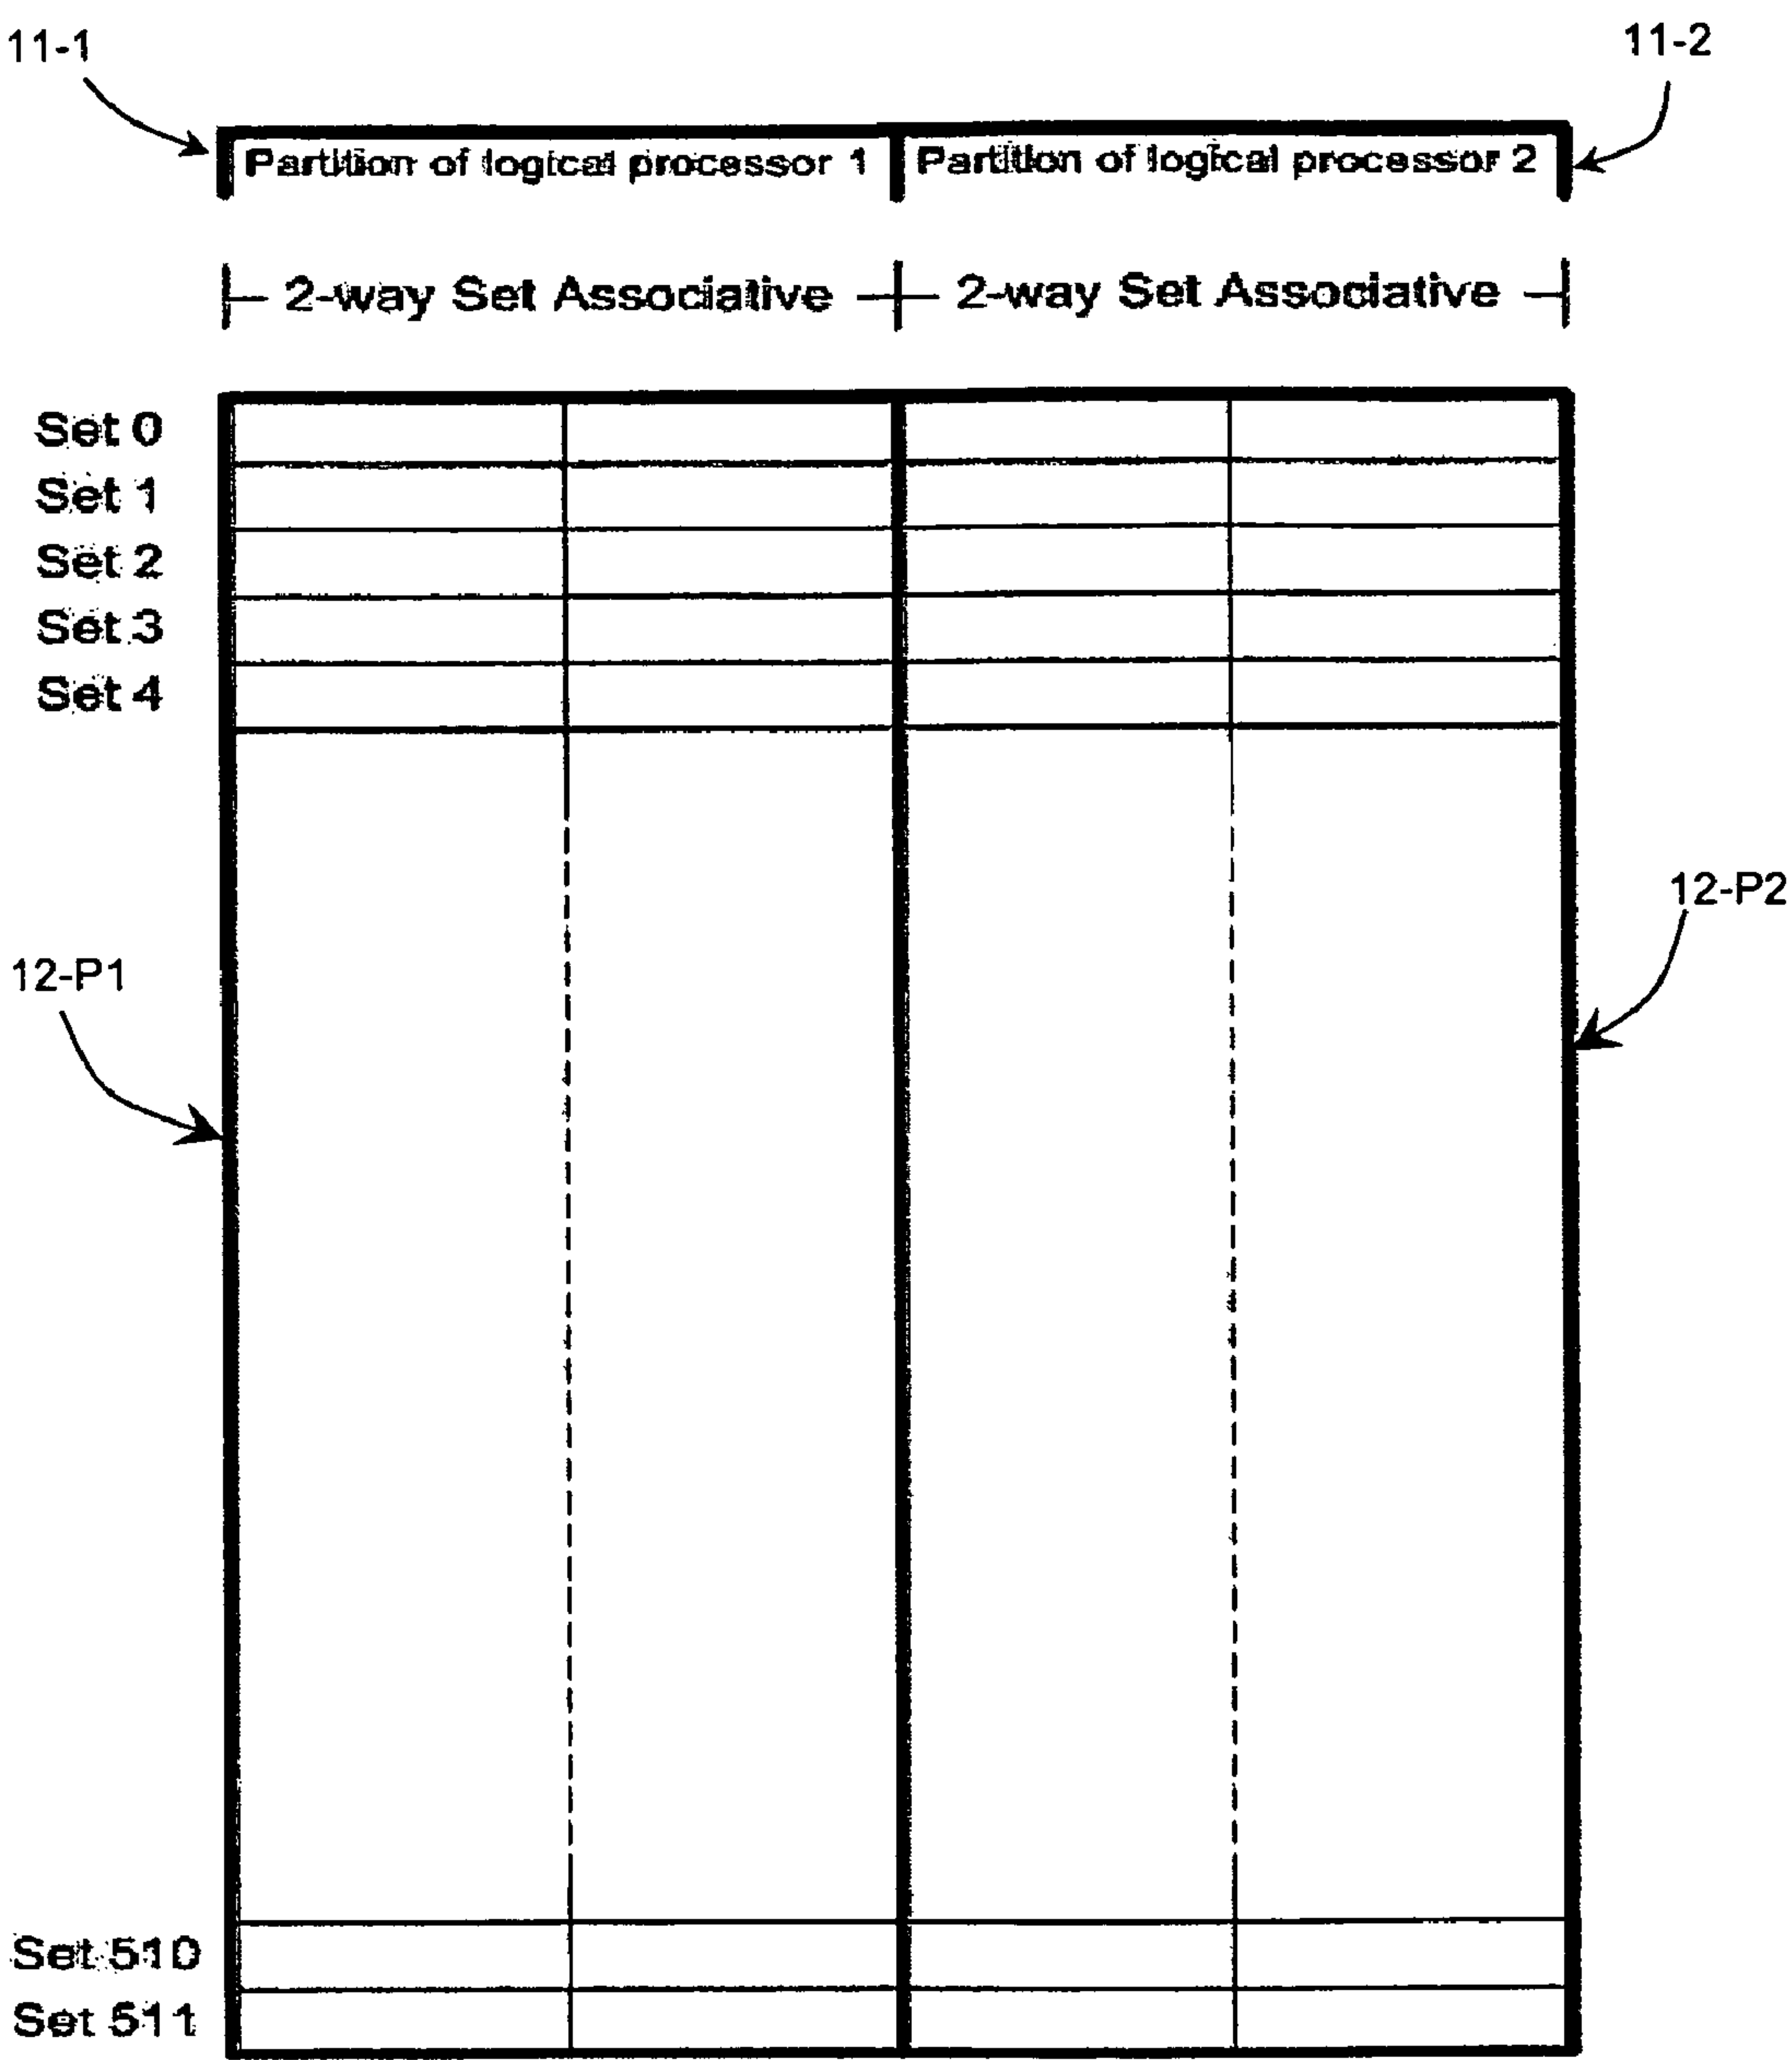 11-1
11-2
Partition of logical processor 1
Partition of logical processor 2
2-way Set Associative
2-way Set Associative
Set 0
Set 1
Set 2
Set 3
Set 4
12-P2
12-P1
Set 510
Set 511